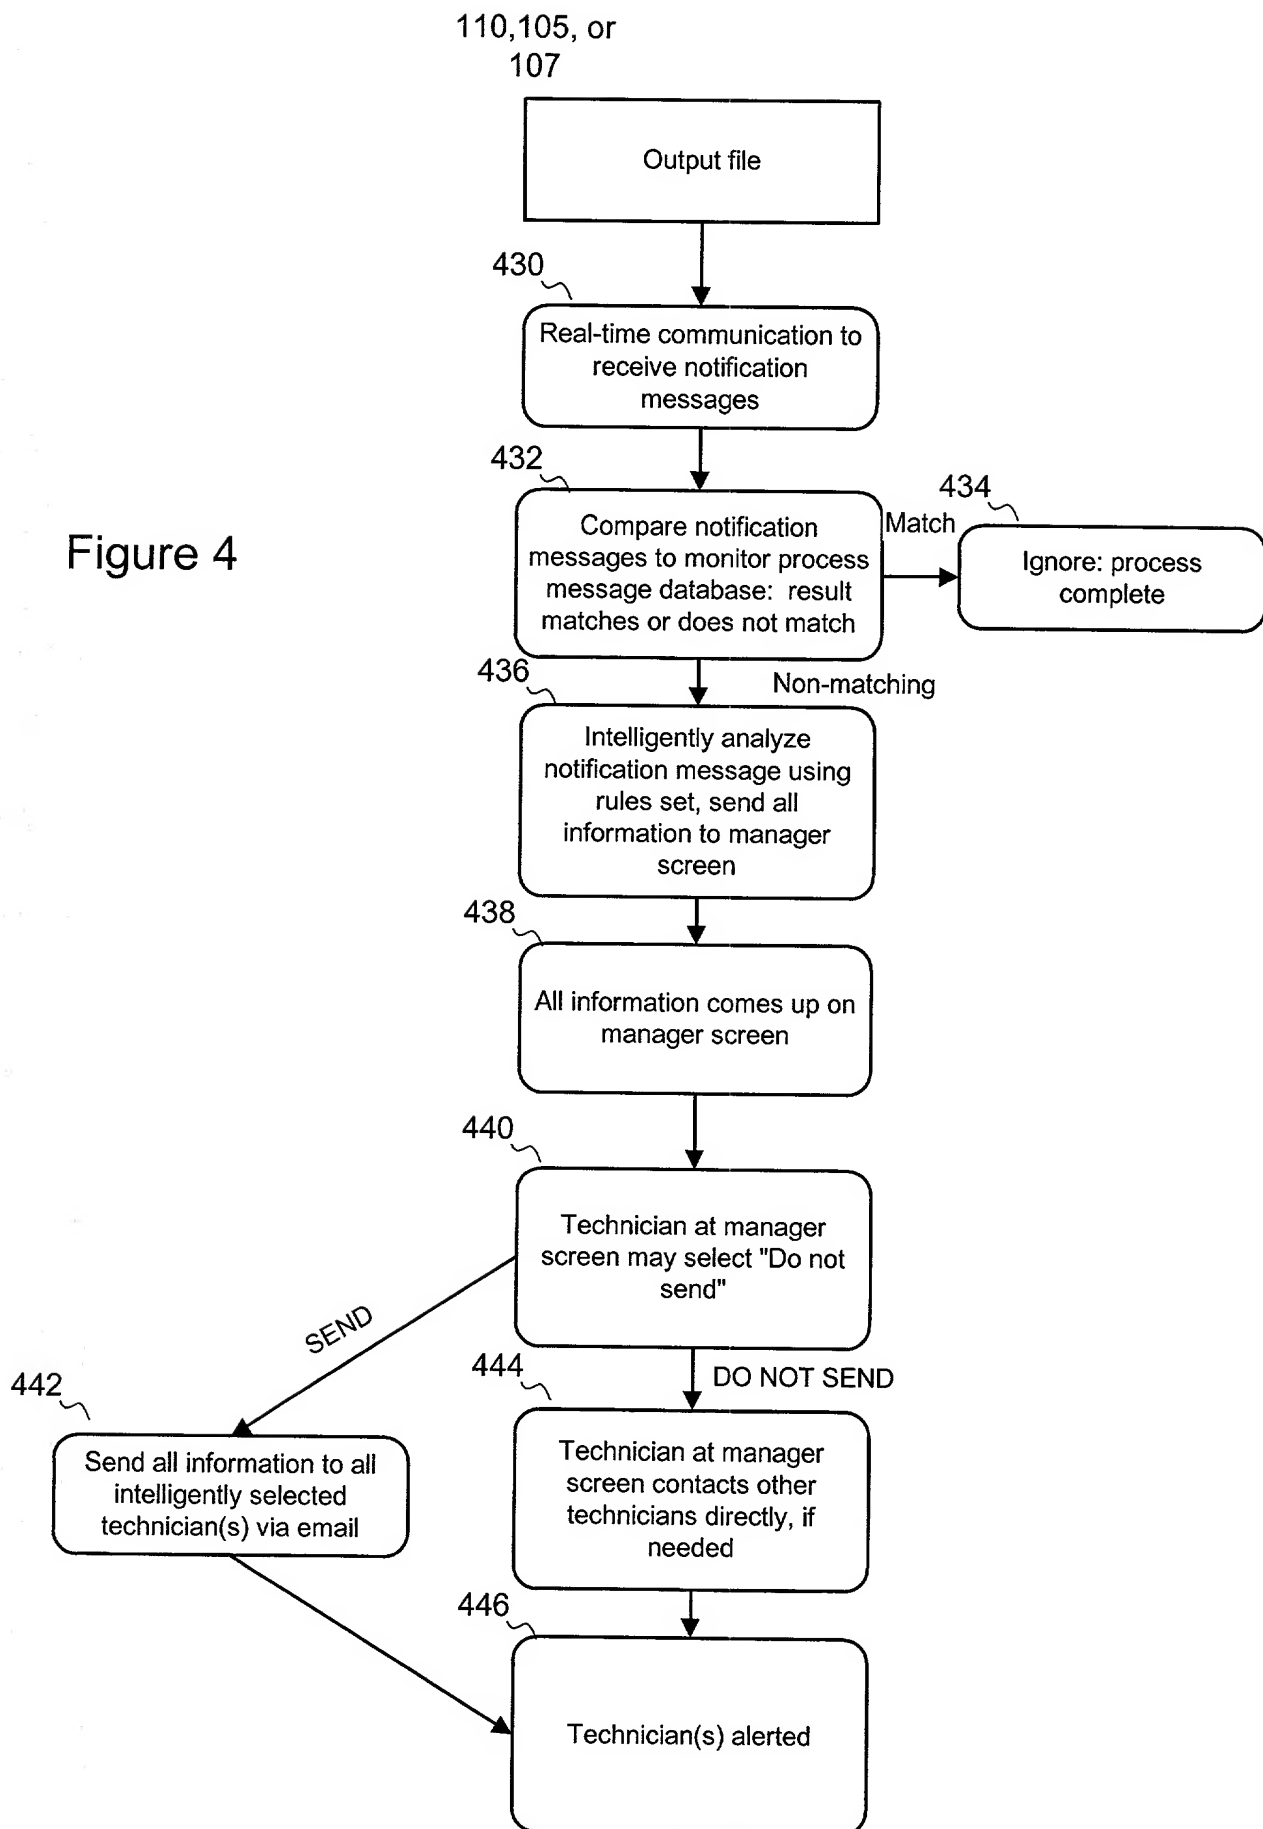 110,105, or
107
Output file
430
Real-time communication to
receive notification
messages
432
Compare notification
messages to monitor process
message database:  result
matches or does not match
Match
434
Ignore: process
complete
Figure 4
Non-matching
436
Intelligently analyze
notification message using
rules set, send all
information to manager
screen
438
All information comes up on
manager screen
440
Technician at manager
screen may select "Do not
send"
SEND
DO NOT SEND
442
Send all information to all
intelligently selected
technician(s) via email
444
Technician at manager
screen contacts other
technicians directly, if
needed
446
Technician(s) alerted